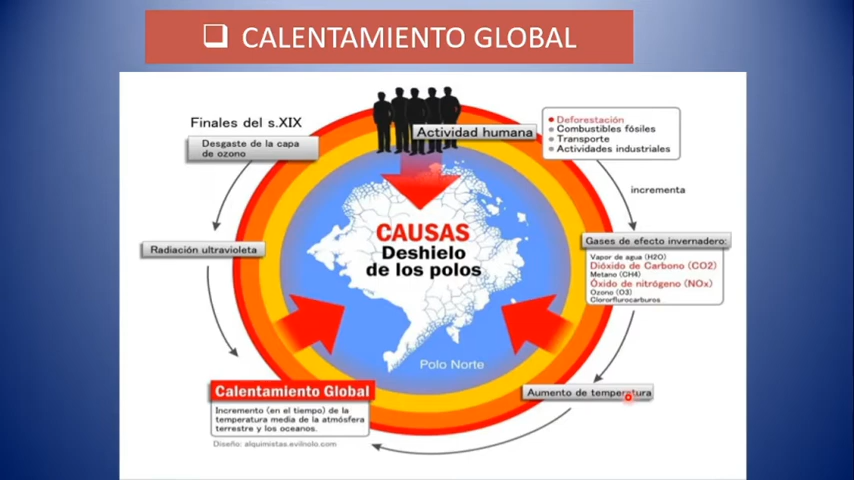 CALENTAMIENTO GLOBAL
Finales del s.XIX
Desgaste de la capa
de ozono
Radiación ultravioleta
Actividad humana
Deforestación
Combustibles fósiles
Transporte
Actividades industriales
incrementa
Gases de efecto invernadero:
Vapor de agua (H2O)
Dióxido de Carbono (CO2)
Metano (CH4)
Óxido de nitrógeno (NOx)
Ozono (O3)
Clororflurocarburos
CAUSAS
Deshielo
de los polos
Polo Norte
Aumento de temperatura
Calentamiento Global
Incremento (en el tiempo) de la
temperatura media de la atmósfera
terrestre y los oceanos.
Diseño: alquimistas.evilnolo.com